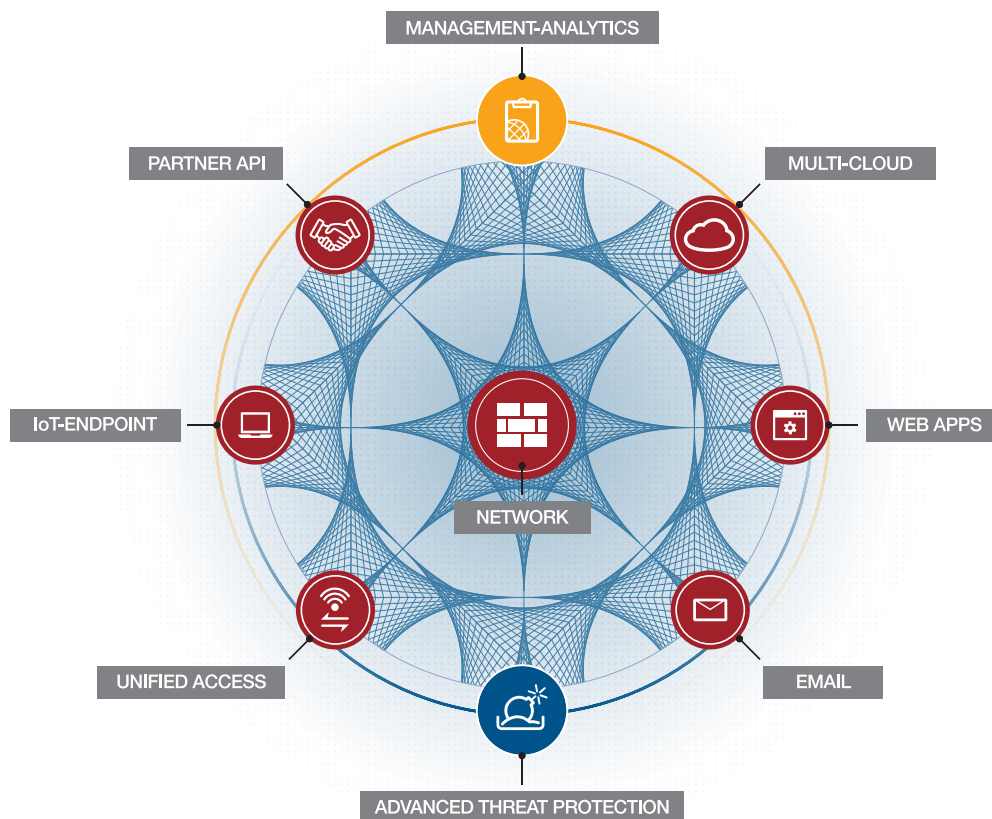 MANAGEMENT-ANALYTICS
PARTNER API
MULTI-CLOUD
IoT-ENDPOINT
WEB APPS
NETWORK
UNIFIED ACCESS
EMAIL
ADVANCED THREAT PROTECTION